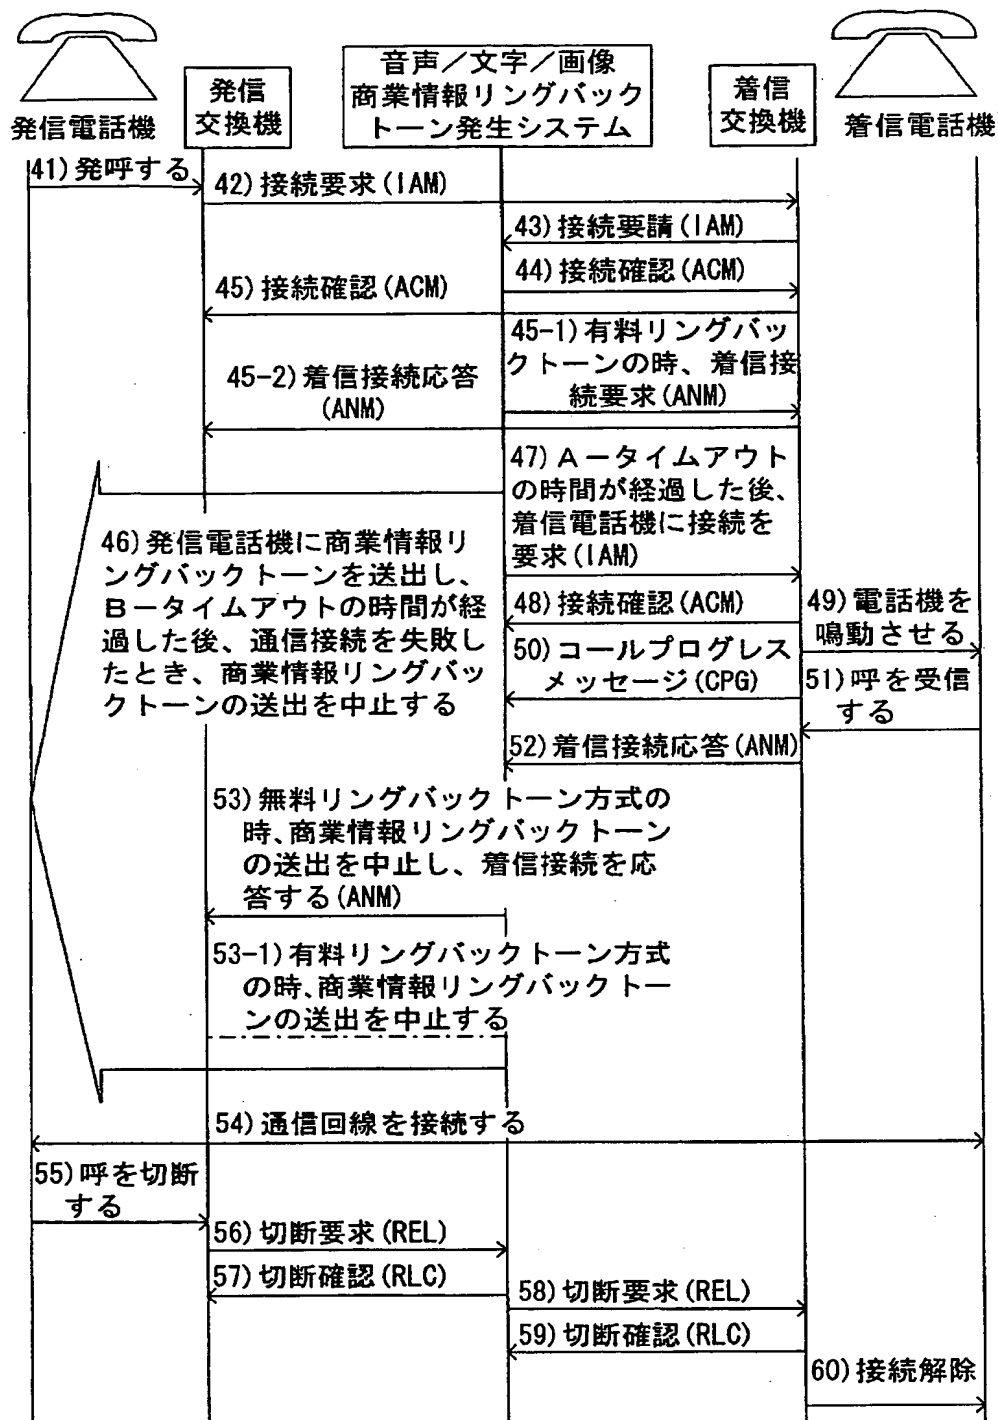 発信電話機
発信
交換機
音声／文字／画像
商業情報リングバック
トーン発生システム
着信
交換機
着信電話機
41)発呼する
42)接続要求(IAM)
43)接続要請(IAM)
44)接続確認(ACM)
45)接続確認(ACM)
45-1)有料リングバッ
クトーンの時、着信接
続要求(ANM)
45-2)着信接続応答
(ANM)
47)Aータイムアウト
の時間が経過した後、
着信電話機に接続を
要求(IAM)
46)発信電話機に商業情報リ
ングバックトーンを送出し、
Bータイムアウトの時間が経
過した後、通信接続を失敗し
たとき、商業情報リングバッ
クトーンの送出を中止する
48)接続確認(ACM)
49)電話機を
鳴動させる
50)コールプログレス
メッセージ(CPG)
51)呼を受信
する
52)着信接続応答(ANM)
53)無料リングバックトーン方式の
時、商業情報リングバックトーン
の送出を中止し、着信接続を応
答する(ANM)
53-1)有料リングバックトーン方式
の時、商業情報リングバックトー
ンの送出を中止する
54)通信回線を接続する
55)呼を切断
する
56)切断要求(REL)
57)切断確認(RLC)
58)切断要求(REL)
59)切断確認(RLC)
60)接続解除